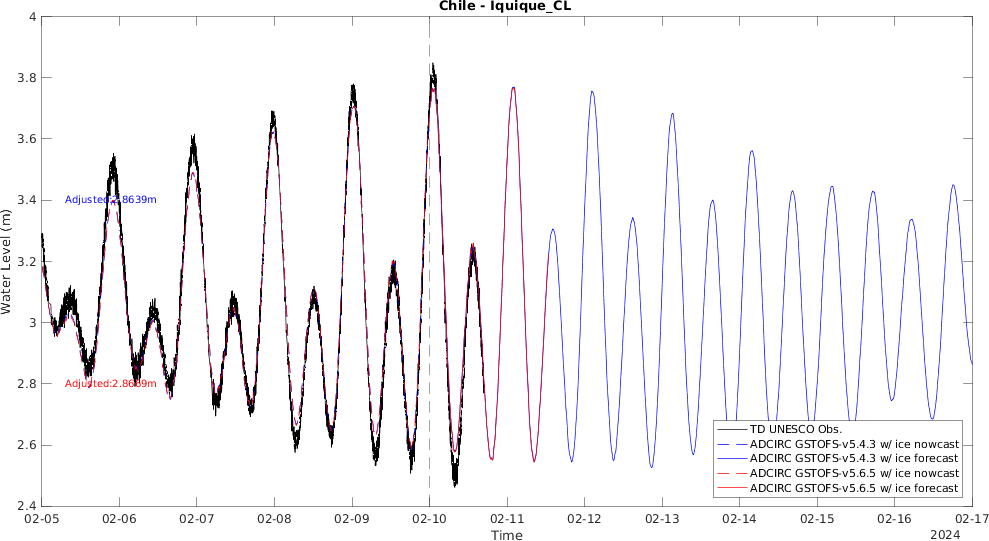 Chile - Iquique_CL
4
3.8
3.6
3.4
3.2
3
2.8
2.6
2.4
Water Level (m)
Adjusted:2.8639m
Adjusted:2.8689m
TD UNESCO Obs.
ADCIRC GSTOFS-v5.4.3 w/ ice nowcast
ADCIRC GSTOFS-v5.4.3 w/ ice forecast
ADCIRC GSTOFS-v5.6.5 w/ ice nowcast
ADCIRC GSTOFS-v5.6.5 w/ ice forecast
02-05 02-06 02-07 02-08 02-09 02-10 02-11 02-12 02-13 02-14 02-15 02-16 02-17
Time
2024